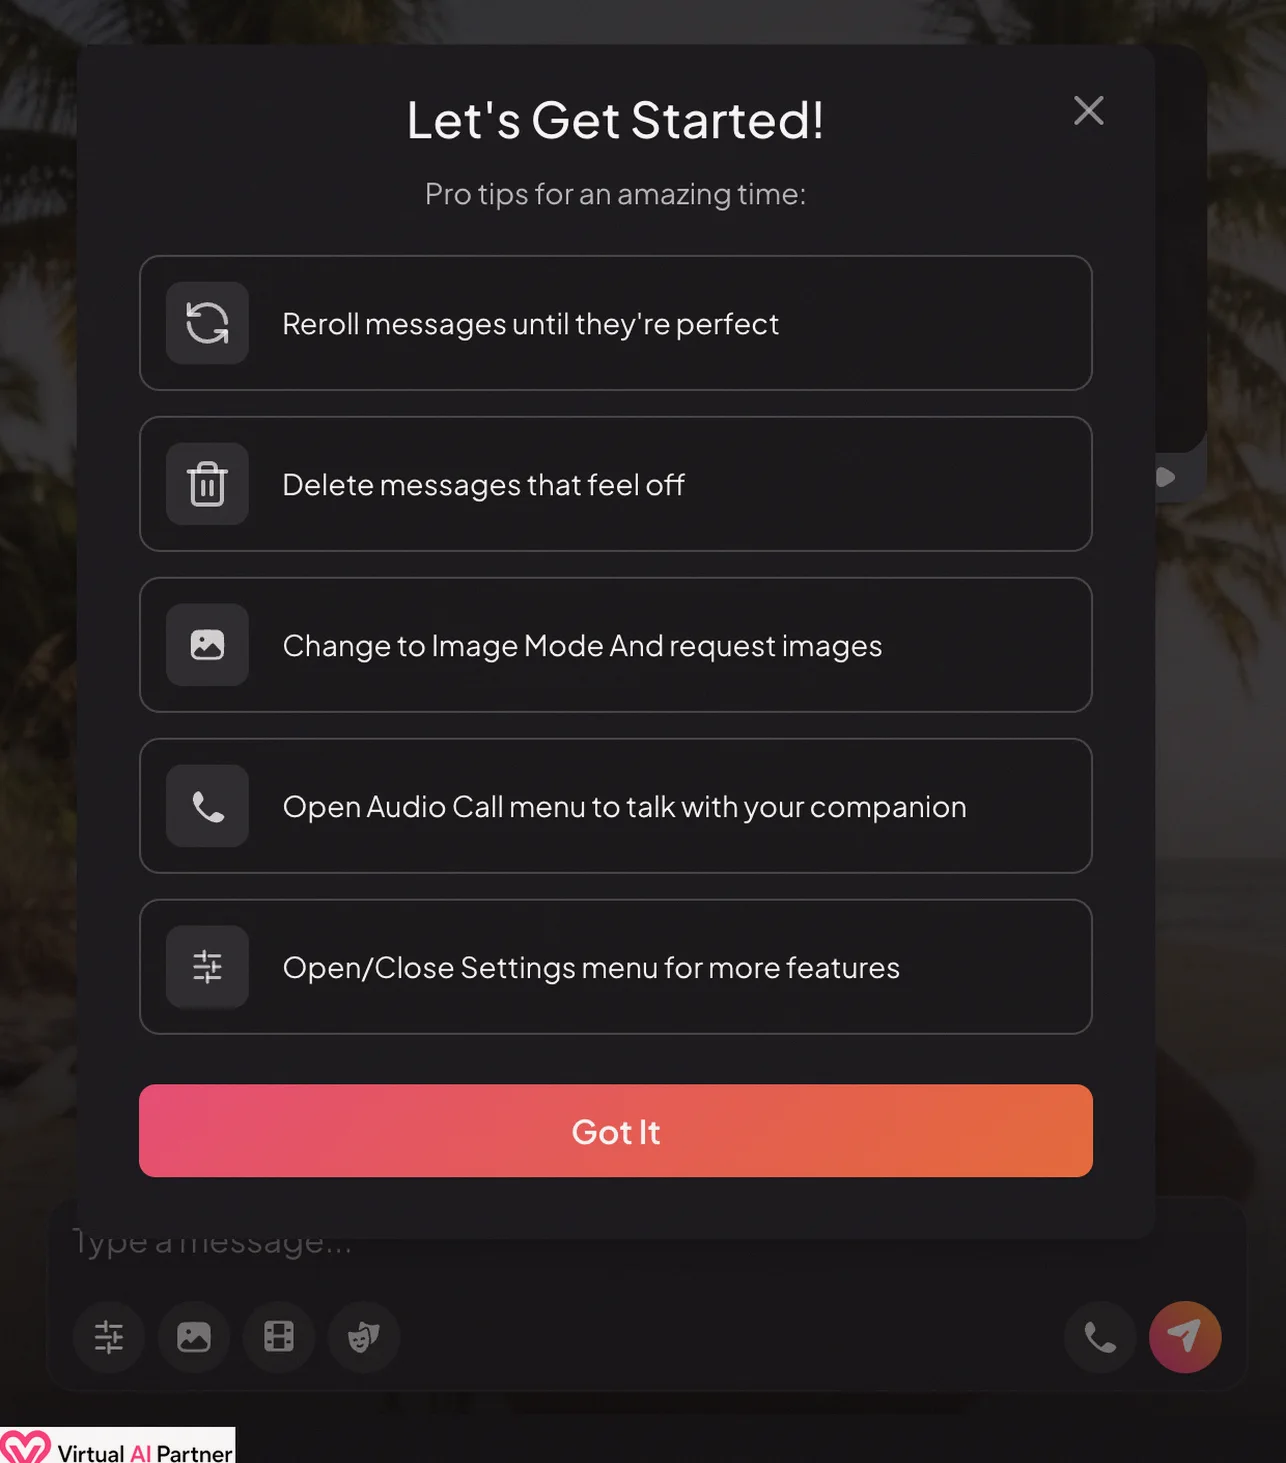 Let's Get Started!
Pro tips for an amazing time:
Reroll messages until they're perfect
Delete messages that feel off
Change to Image Mode And request images
Open Audio Call menu to talk with your companion
Open/Close Settings menu for more features
Got It
Type a message...
Virtual AI Partner